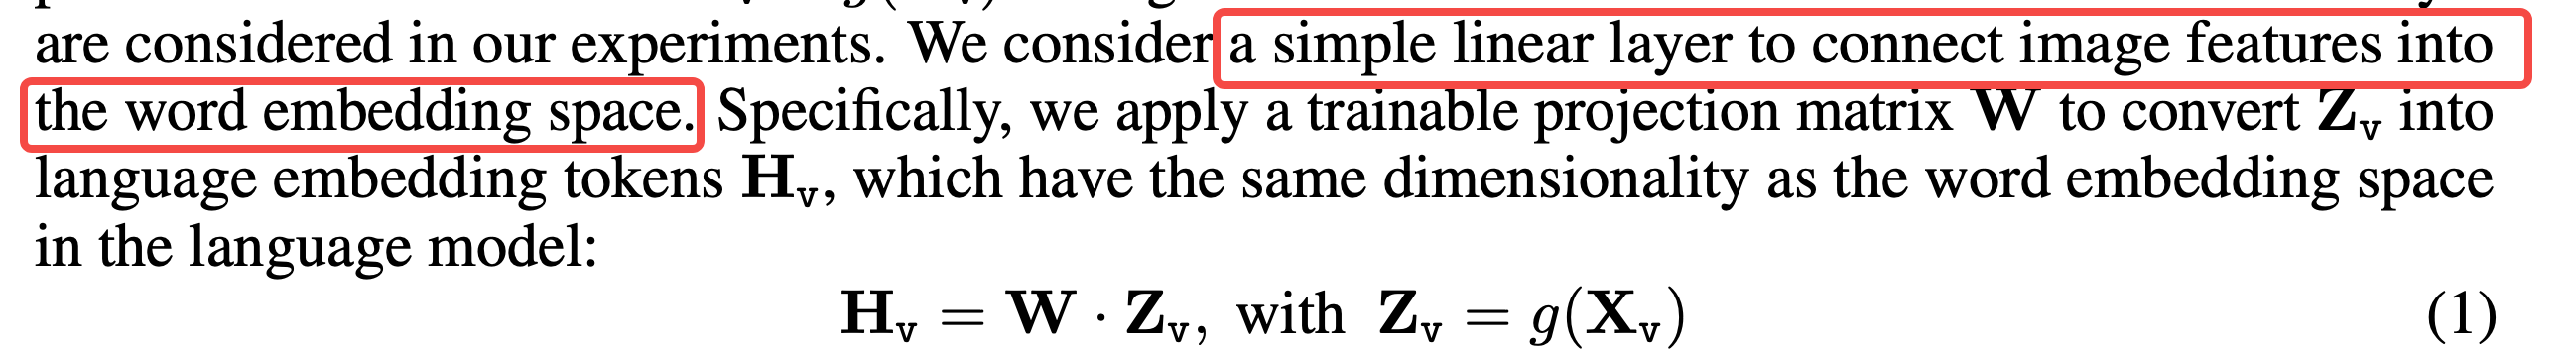 are considered in our experiments. We consider a simple linear layer to connect image features into
the word embedding space. Specifically, we apply a trainable projection matrix W to convert Zv into
language embedding tokens Hv, which have the same dimensionality as the word embedding space
in the language model:
Hv = W · Zv, with Zv = g(Xv) (1)